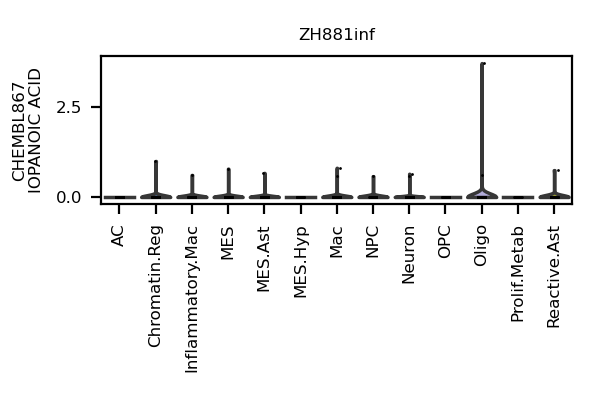 ZH881inf
CHEMBL867
IOPANOIC ACID
2.5
0.0
AC
Chromatin.Reg
Inflammatory.Mac
MES
MES.Ast
MES.Hyp
Mac
NPC
Neuron
OPC
Oligo
Prolif.Metab
Reactive.Ast